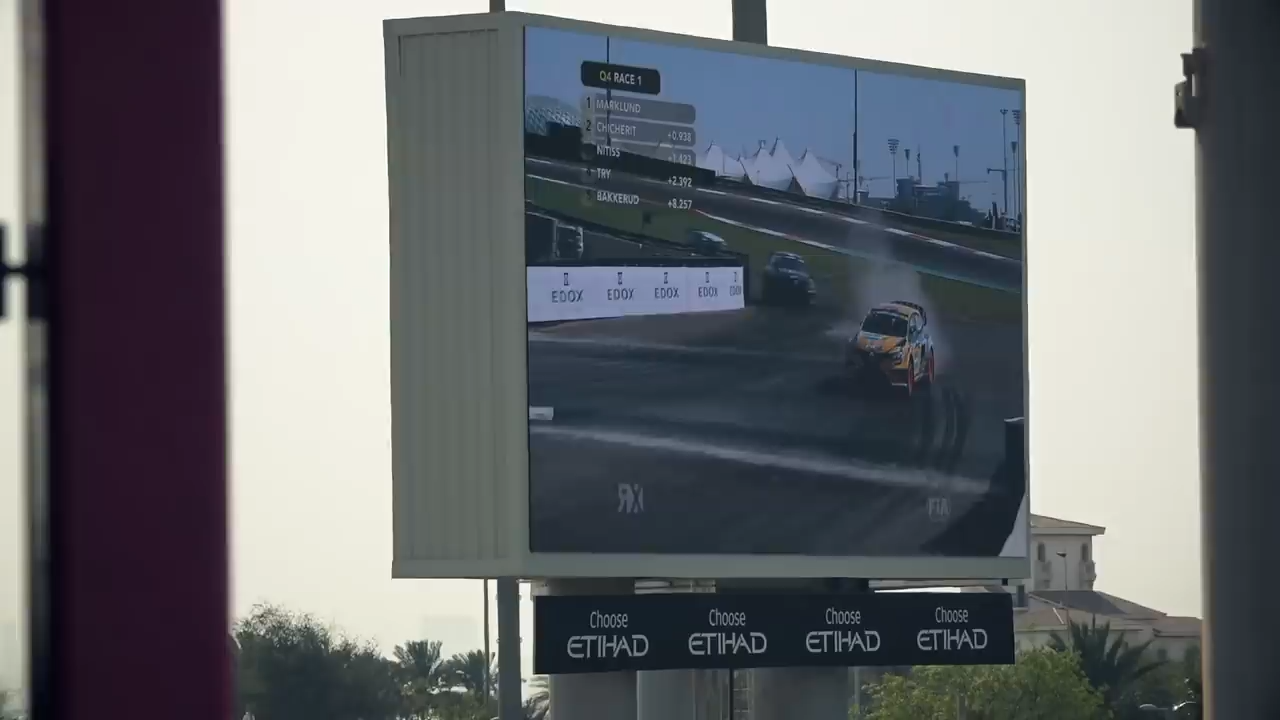 Q4 RACE 1
1 MARKLUND
2 CHICHERIT +0.938
NITISS +1.423
TRY +2.392
BAKKERUD +8.257
EDOX EDOX EDOX EDOX EDOX
RX FIA
Choose Choose Choose Choose
ETIHAD ETIHAD ETIHAD ETIHAD